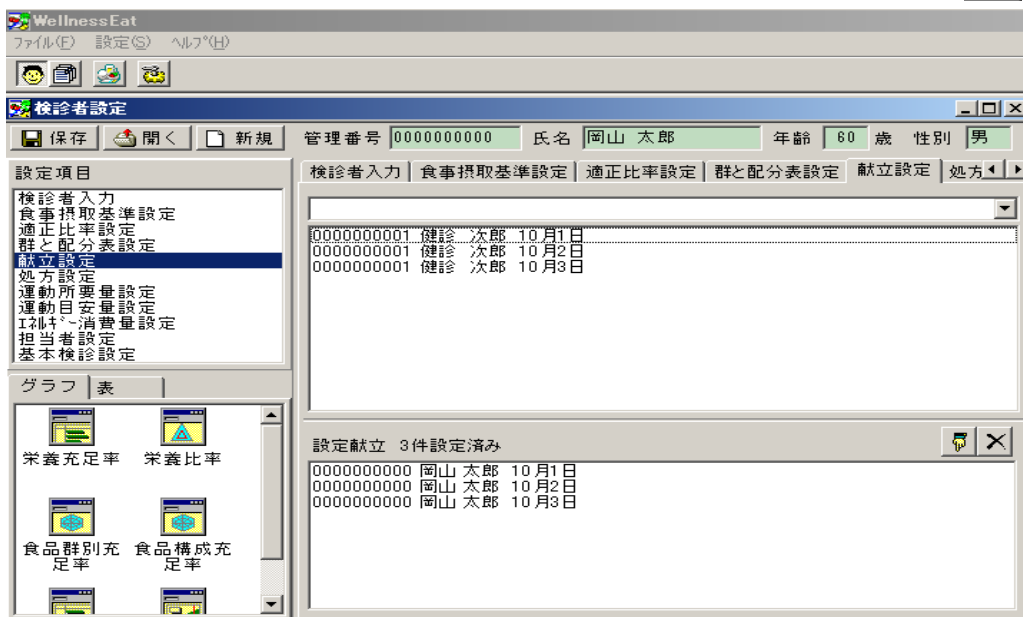 WellnessEat
ファイル(F) 設定(S) ヘルプ(H)
検診者設定
保存 開く 新規 管理番号 0000000000 氏名 岡山 太郎 年齢 60 歳 性別 男
設定項目
検診者入力
食事摂取基準設定
適正比率設定
群と配分表設定
献立設定
処方設定
運動所要量設定
運動目安量設定
エネルギー消費量設定
担当者設定
基本検診設定
グラフ 表
栄養充足率 栄養比率
食品群別充足率 食品構成充足率
検診者入力 食事摂取基準設定 適正比率設定 群と配分表設定 献立設定 処方
0000000001 健診 次郎 10月1日
0000000001 健診 次郎 10月2日
0000000001 健診 次郎 10月3日
設定献立 3件設定済み
0000000000 岡山 太郎 10月1日
0000000000 岡山 太郎 10月2日
0000000000 岡山 太郎 10月3日